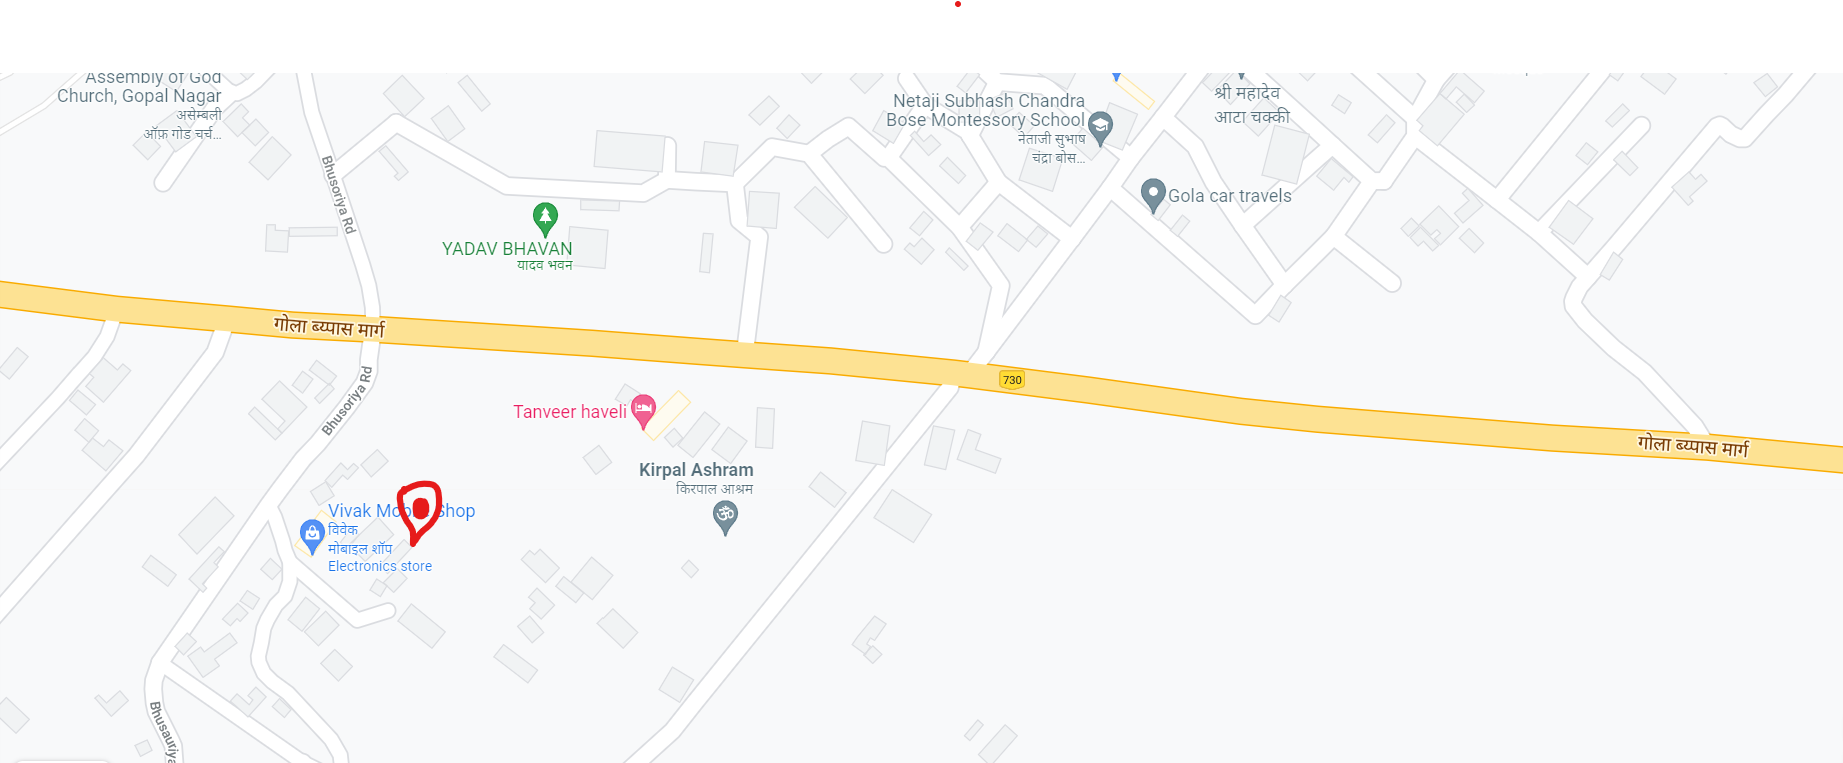 Assembly of God
Church, Gopal Nagar
असेम्बली
ऑफ़ गोड चर्च...
Bhusoriya Rd
Netaji Subhash Chandra
Bose Montessory School
नेताजी सुभाष
चंद्रा बोस...
श्री महादेव
आटा चक्की
Gola car travels
YADAV BHAVAN
यादव भवन
गोला ब्य्पास मार्ग
730
Bhusoriya Rd
Tanveer haveli
गोला ब्य्पास मार्ग
Kirpal Ashram
किरपाल आश्रम
Vivak Shop
विवेक
मोबाइल शॉप
Electronics store